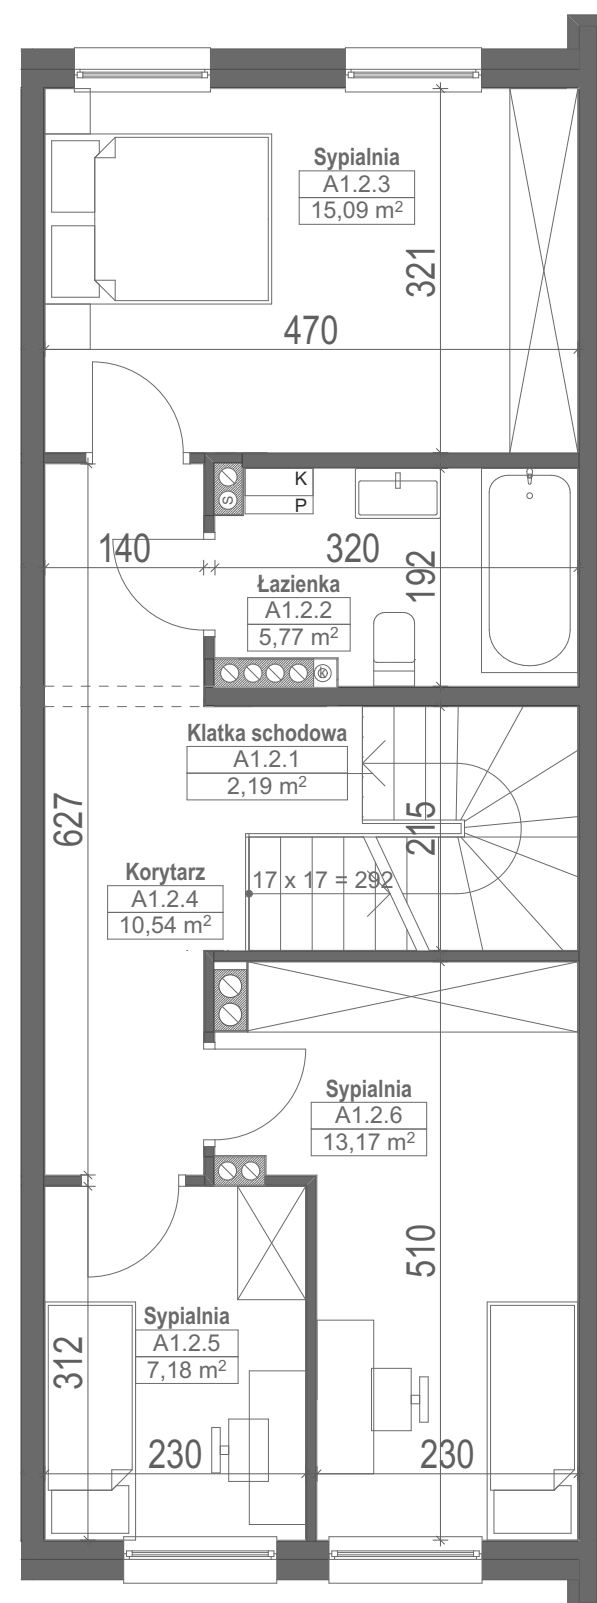 Sypialnia
A1.2.3
15,09 m²
321
470
K
P
S
140
320
192
Łazienka
A1.2.2
5,77 m²
K
Klatka schodowa
A1.2.1
2,19 m²
627
215
17 x 17 = 292
Korytarz
A1.2.4
10,54 m²
Sypialnia
A1.2.6
13,17 m²
510
Sypialnia
A1.2.5
7,18 m²
312
230
230